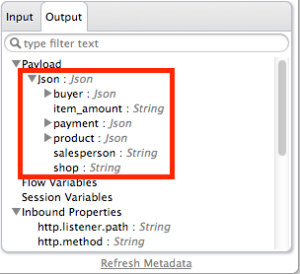 Input Output
type filter text
Payload
Json : Json
buyer : Json
item_amount : String
payment : Json
product : Json
salesperson : String
shop : String
Flow Variables
Session Variables
Inbound Properties
http.listener.path : String
http.method : String
Refresh Metadata